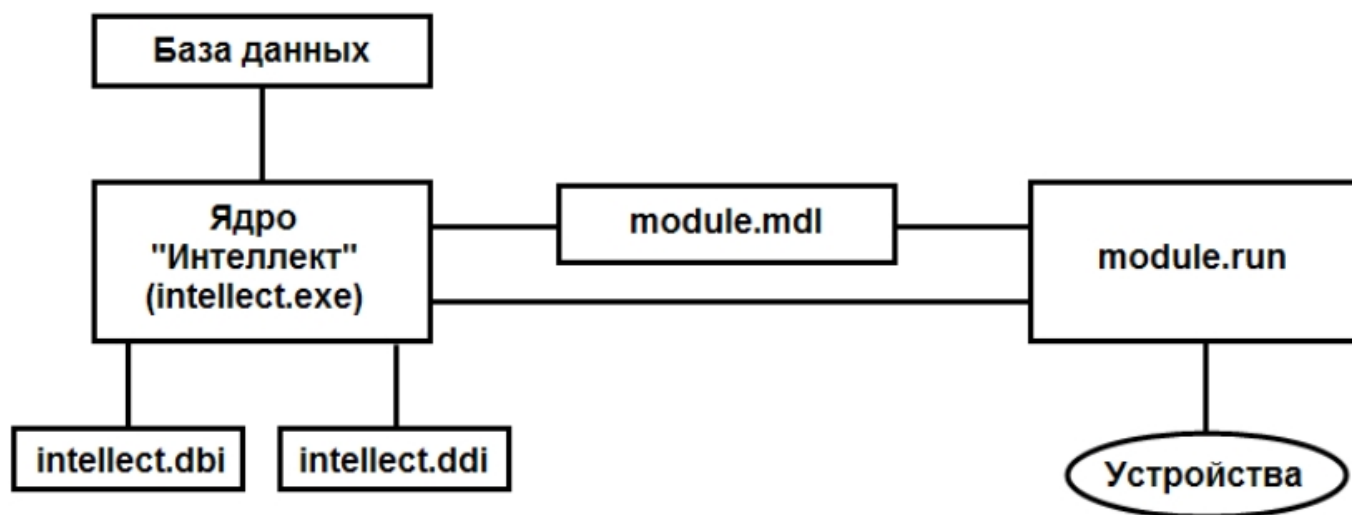 База данных
Ядро
"Интеллект"
(intellect.exe)
module.mdl
module.run
intellect.dbi
intellect.ddi
Устройства